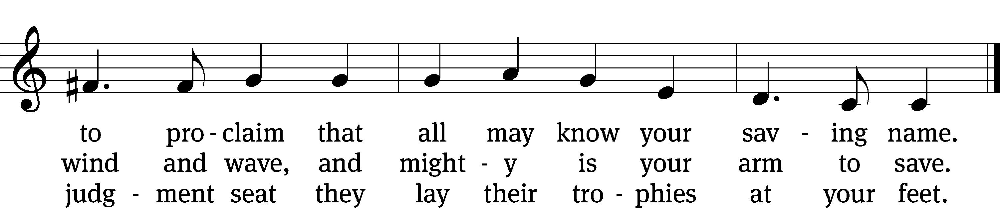 to pro - claim that all may know your sav - ing name.
wind and wave, and might - y is your arm to save.
judg - ment seat they lay their tro - phies at your feet.